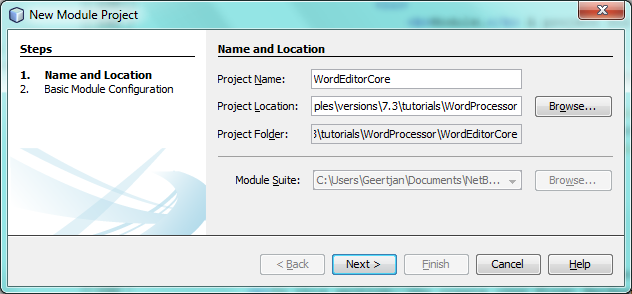 New Module Project
Steps
1. Name and Location
2. Basic Module Configuration
Name and Location
Project Name: WordEditorCore
Project Location: ples\versions\7.3\tutorials\WordProcessor Browse...
Project Folder: 3\tutorials\WordProcessor\WordEditorCore
Module Suite: C:\Users\Geertjan\Documents\NetB... Browse...
< Back Next > Finish Cancel Help